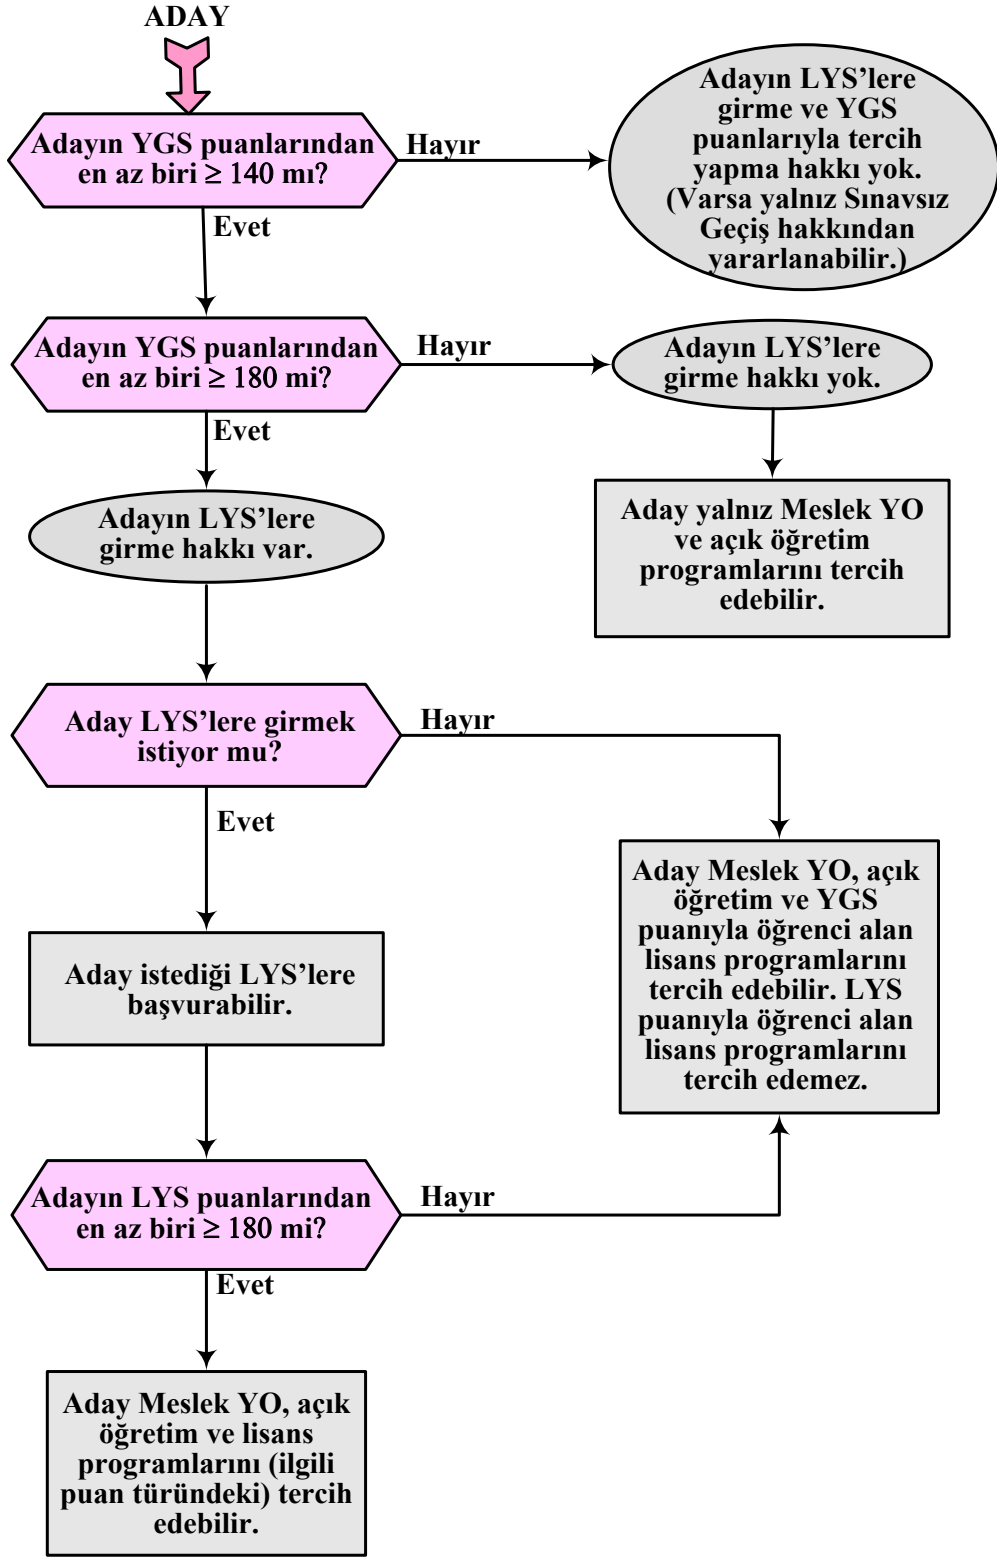 ADAY
Adayın YGS puanlarından
en az biri ≥ 140 mı?
Hayır
Adayın LYS’lere
girme ve YGS
puanlarıyla tercih
yapma hakkı yok.
(Varsa yalnız Sınavsız
Geçiş hakkından
yararlanabilir.)
Evet
Adayın YGS puanlarından
en az biri ≥ 180 mi?
Hayır
Adayın LYS’lere
girme hakkı yok.
Evet
Aday yalnız Meslek YO
ve açık öğretim
programlarını tercih
edebilir.
Adayın LYS’lere
girme hakkı var.
Aday LYS’lere girmek
istiyor mu?
Hayır
Evet
Aday Meslek YO, açık
öğretim ve YGS
puanıyla öğrenci alan
lisans programlarını
tercih edebilir. LYS
puanıyla öğrenci alan
lisans programlarını
tercih edemez.
Aday istediği LYS’lere
başvurabilir.
Adayın LYS puanlarından
en az biri ≥ 180 mi?
Hayır
Evet
Aday Meslek YO, açık
öğretim ve lisans
programlarını (ilgili
puan türündeki) tercih
edebilir.